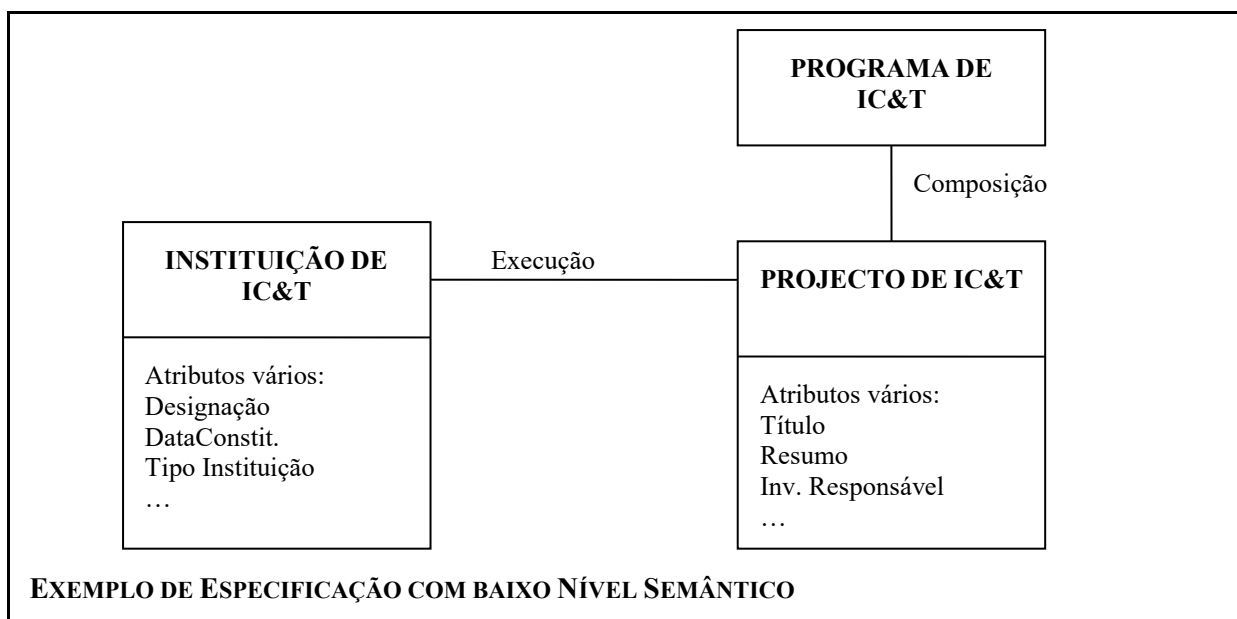 PROGRAMA DE
IC&T
Composição
INSTITUIÇÃO DE
IC&T
Execução
PROJECTO DE IC&T
Atributos vários:
Designação
DataConstit.
Tipo Instituição
…
Atributos vários:
Título
Resumo
Inv. Responsável
…
EXEMPLO DE ESPECIFICAÇÃO COM BAIXO NÍVEL SEMÂNTICO